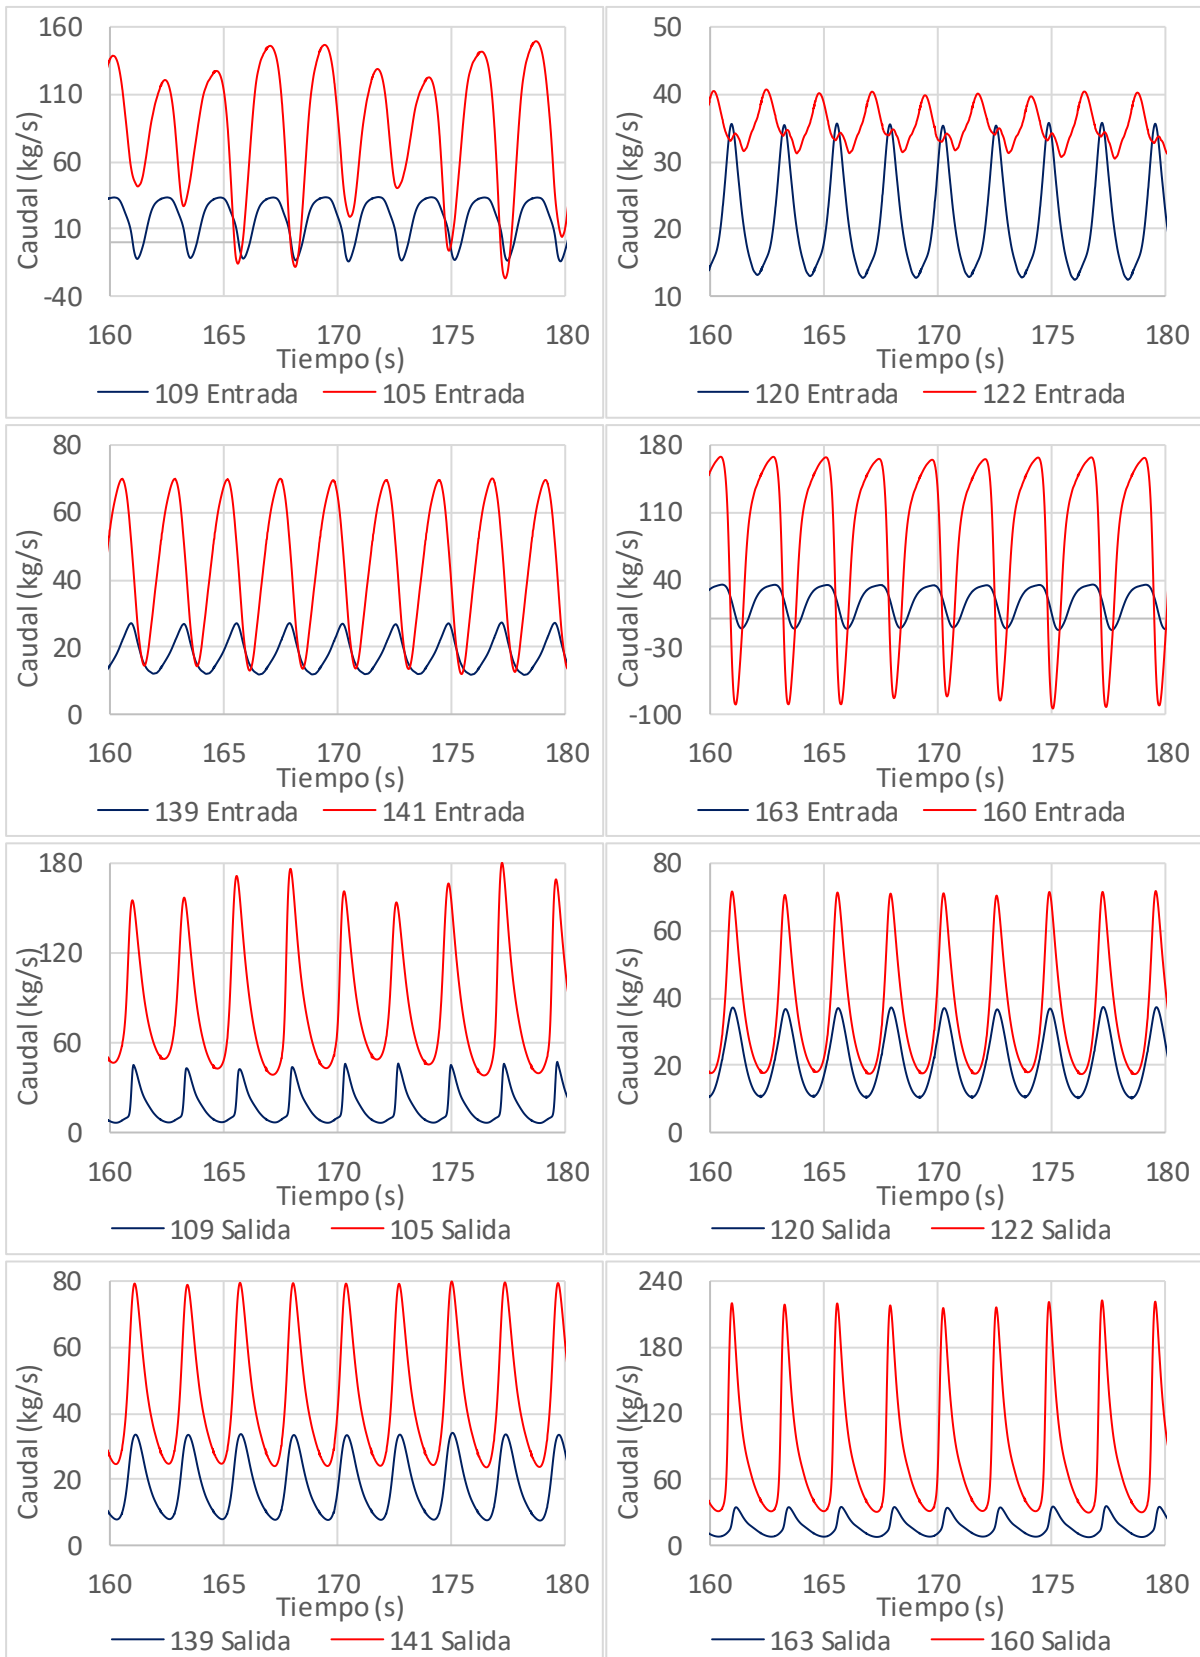 160
110
60
10
-40
Caudal (kg/s)
160 165 170 175 180
Tiempo (s)
109 Entrada 105 Entrada
50
40
30
20
10
Caudal (kg/s)
160 165 170 175 180
Tiempo (s)
120 Entrada 122 Entrada
80
60
40
20
0
Caudal (kg/s)
160 165 170 175 180
Tiempo (s)
139 Entrada 141 Entrada
180
110
40
-30
-100
Caudal (kg/s)
160 165 170 175 180
Tiempo (s)
163 Entrada 160 Entrada
180
120
60
0
Caudal (kg/s)
160 165 170 175 180
Tiempo (s)
109 Salida 105 Salida
80
60
40
20
0
Caudal (kg/s)
160 165 170 175 180
Tiempo (s)
120 Salida 122 Salida
80
60
40
20
0
Caudal (kg/s)
160 165 170 175 180
Tiempo (s)
139 Salida 141 Salida
240
180
120
60
0
Caudal (kg/s)
160 165 170 175 180
Tiempo (s)
163 Salida 160 Salida